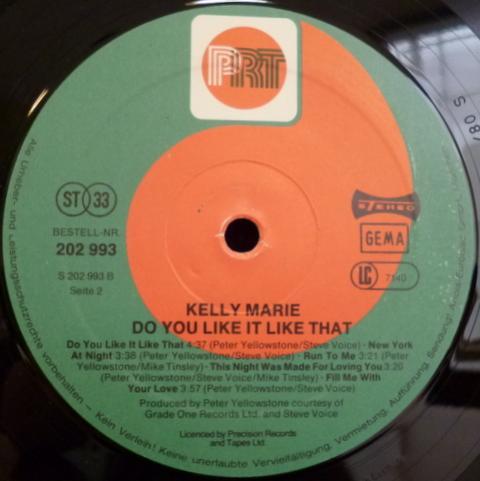 PRT
ST 33
STEREO
BESTELL-NR.
GEMA
202 993
LC 7140
S 202 993 B
Seite 2
KELLY MARIE
DO YOU LIKE IT LIKE THAT
Do You Like It Like That 4:37 (Peter Yellowstone/Steve Voice) · New York
At Night 3:38 (Peter Yellowstone/Steve Voice) · Run To Me 3:21 (Peter
Yellowstone/Mike Tinsley) · This Night Was Made For Loving You 3:20
(Peter Yellowstone/Steve Voice/Mike Tinsley) · Fill Me With
Your Love 3:57 (Peter Yellowstone/Steve Voice)
Produced by Peter Yellowstone courtesy of
Grade One Records Ltd. and Steve Voice
Licenced by Precision Records
and Tapes Ltd.
Alle Urheber- und Leistungsschutzrechte vorbehalten – Kein Verleih! Keine unerlaubte Vervielfältigung, Vermietung, Aufführung, Sendung!